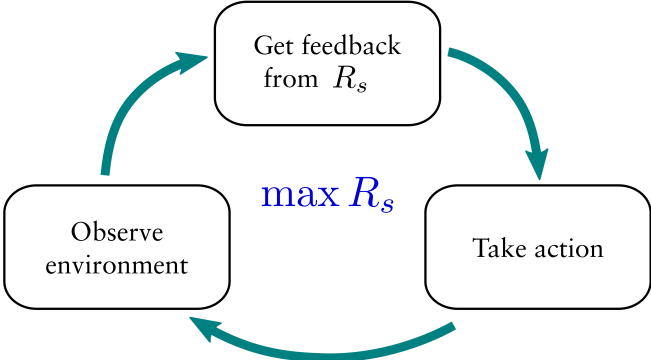 Get feedback
from R_s
max R_s
Observe
environment
Take action